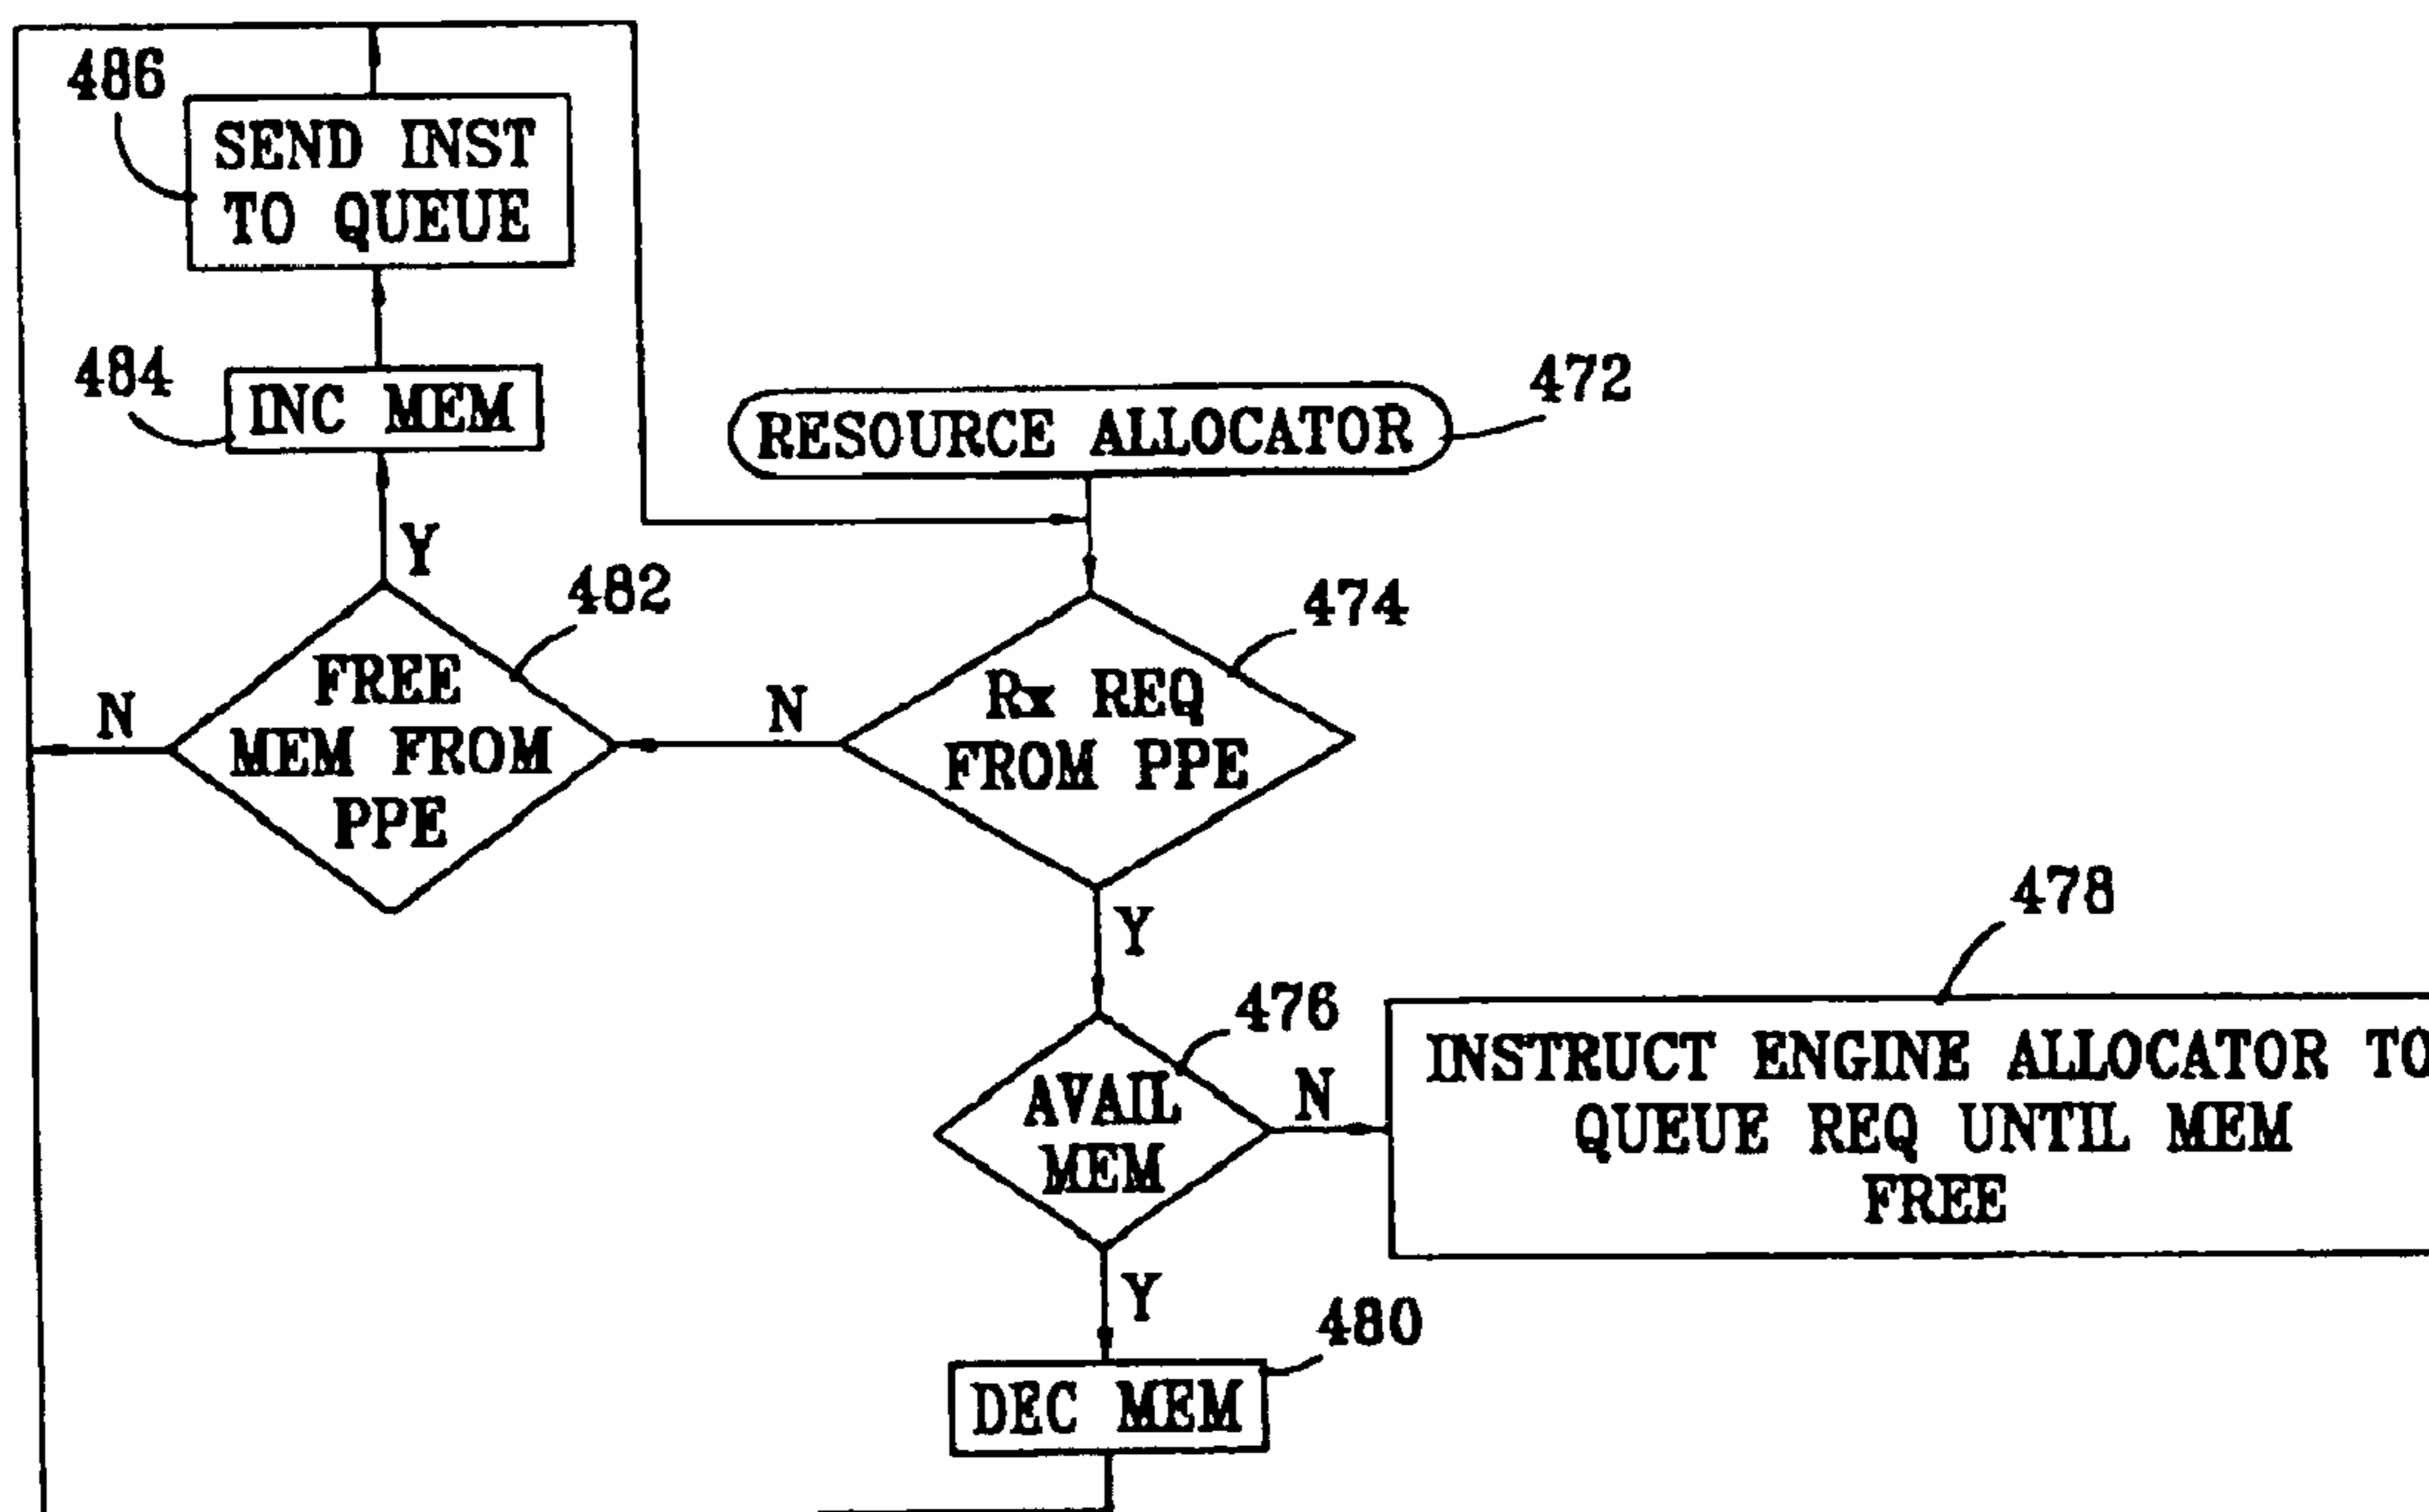 486
SEND INST
TO QUEUE
484
INC MEM
472
RESOURCE ALLOCATOR
Y
482
474
FREE
MEM FROM
PPE
N
N
Rx REQ
FROM PPE
Y
478
476
AVAIL
MEM
N
INSTRUCT ENGINE ALLOCATOR TO
QUEUE REQ UNTIL MEM
FREE
Y
480
DEC MEM